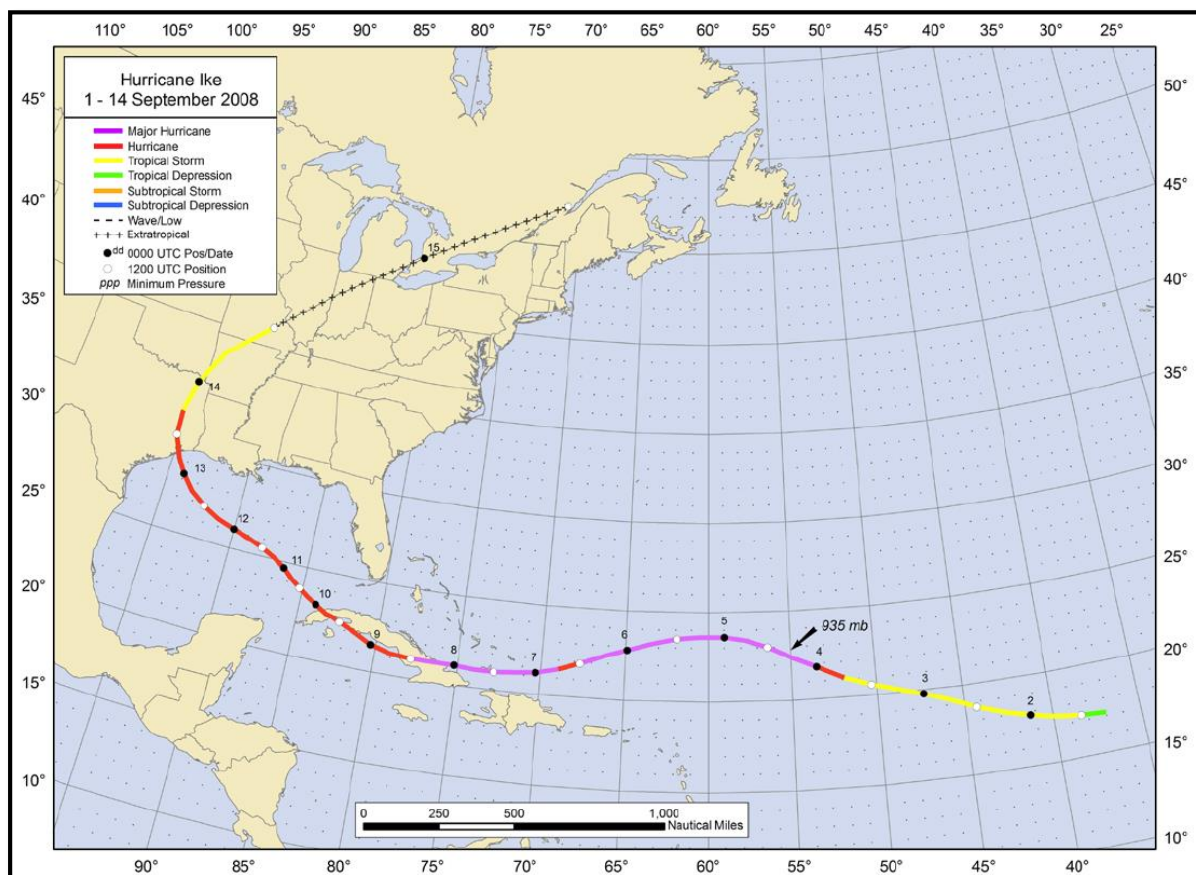 110° 105° 100° 95° 90° 85° 80° 75° 70° 65° 60° 55° 50° 45° 40° 35° 30° 25°
Hurricane Ike
1 - 14 September 2008
Major Hurricane
Hurricane
Tropical Storm
Tropical Depression
Subtropical Storm
Subtropical Depression
Wave/Low
Extratropical
dd 0000 UTC Pos/Date
1200 UTC Position
ppp Minimum Pressure
45°
40°
35°
30°
25°
20°
15°
10°
50°
45°
40°
35°
30°
25°
20°
15°
10°
15
14
13
12
11
10
9
8
7
6
5
935 mb
4
3
2
0 250 500 1,000
Nautical Miles
90° 85° 80° 75° 70° 65° 60° 55° 50° 45° 40°